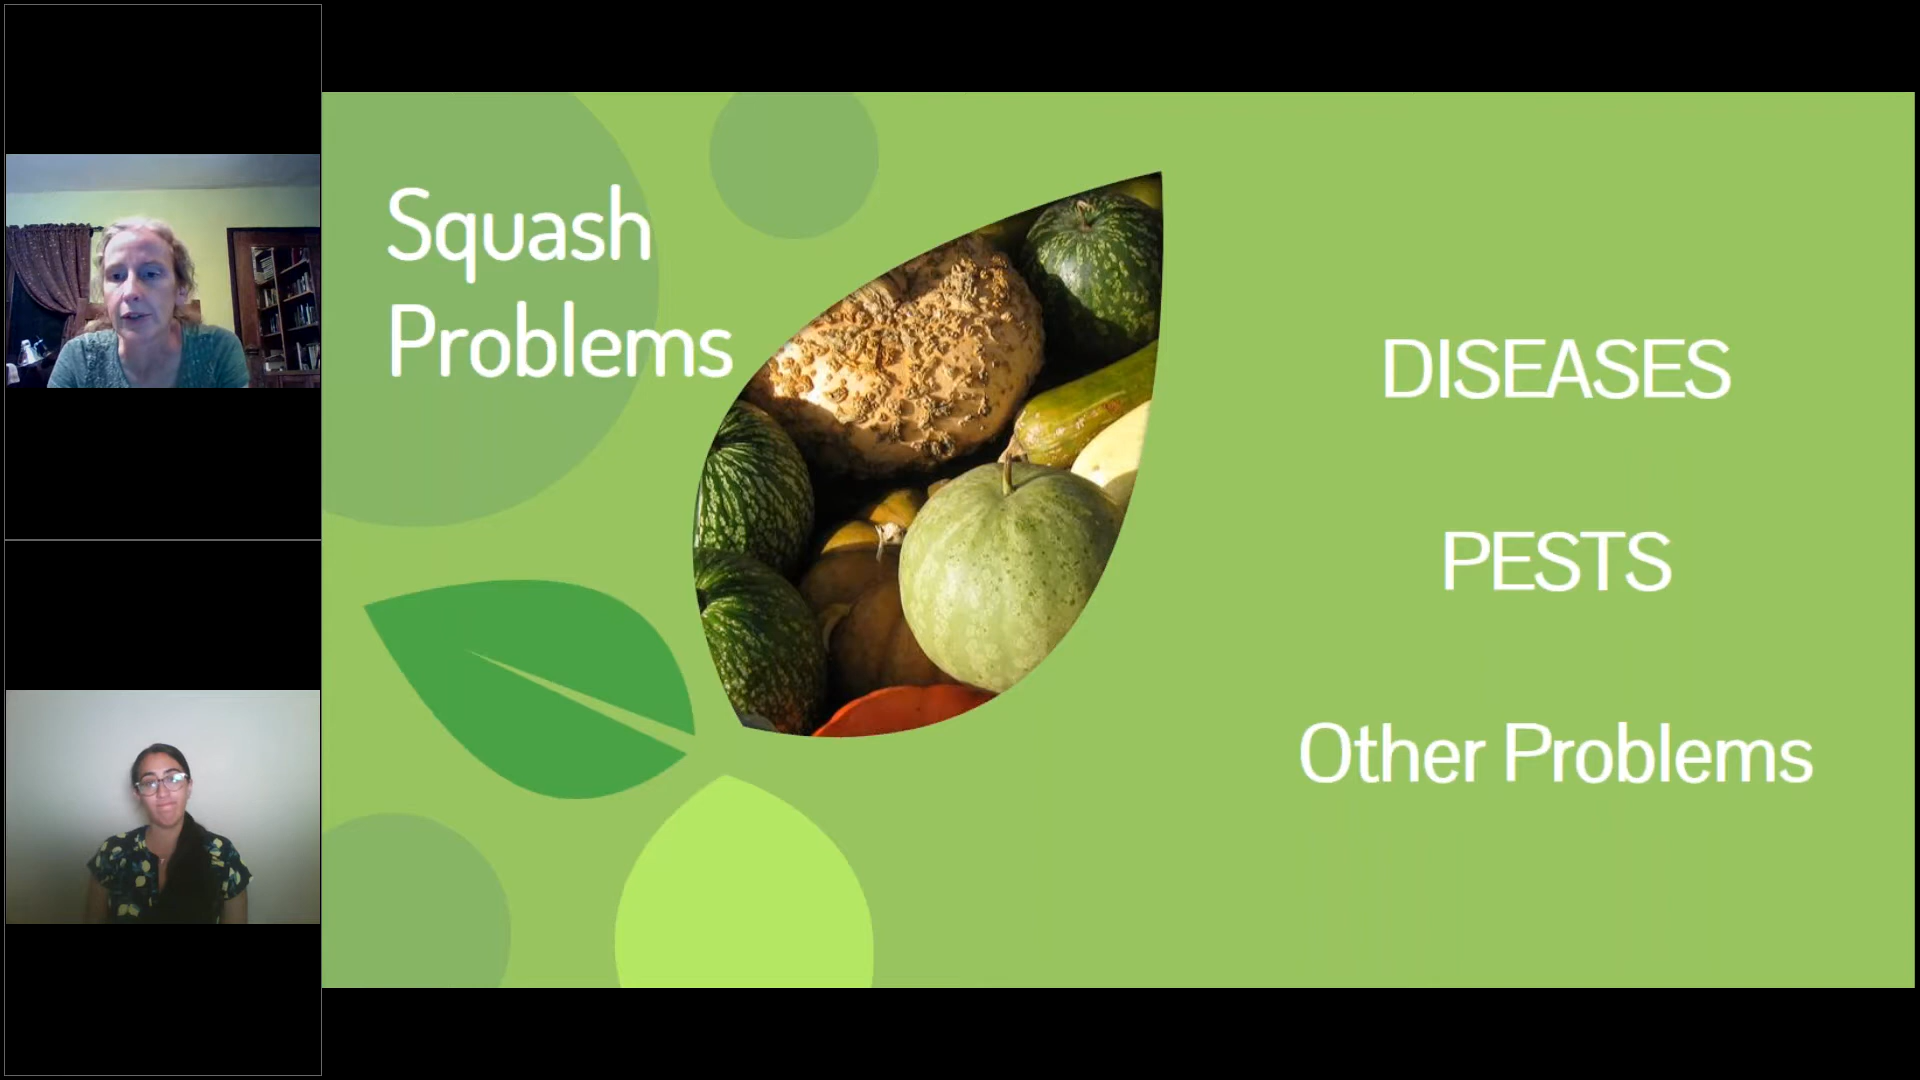 Squash
Problems
DISEASES
PESTS
Other Problems